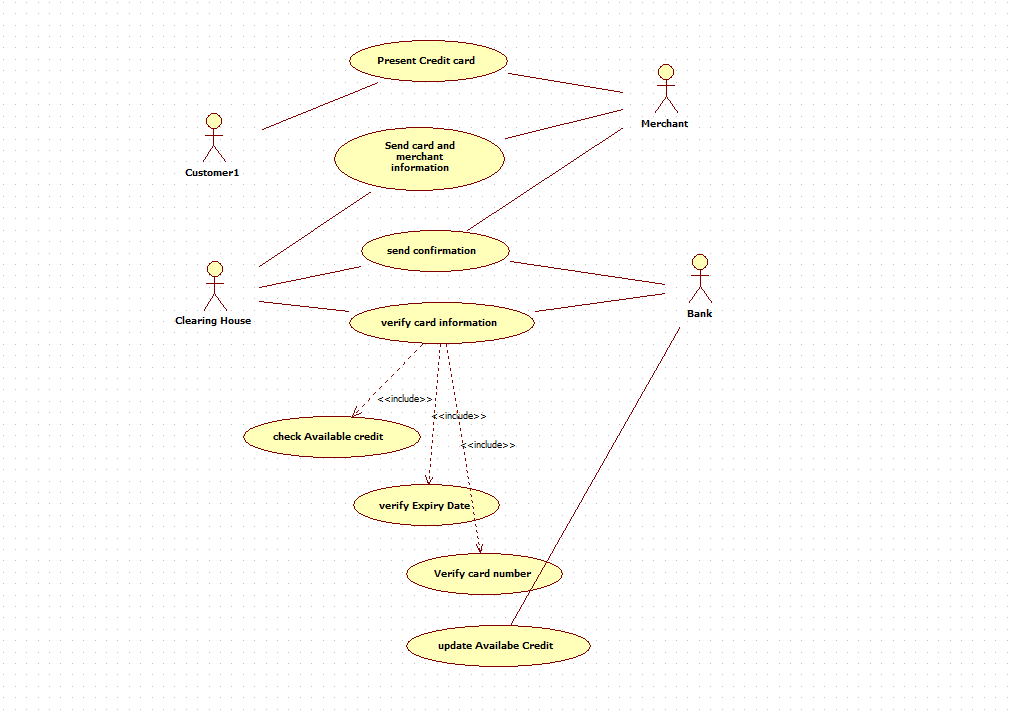 Present Credit card
Merchant
Send card and
merchant
information
Customer1
send confirmation
Clearing House
Bank
verify card information
<<include>>
<<include>>
<<include>>
check Available credit
verify Expiry Date
Verify card number
update Availabe Credit